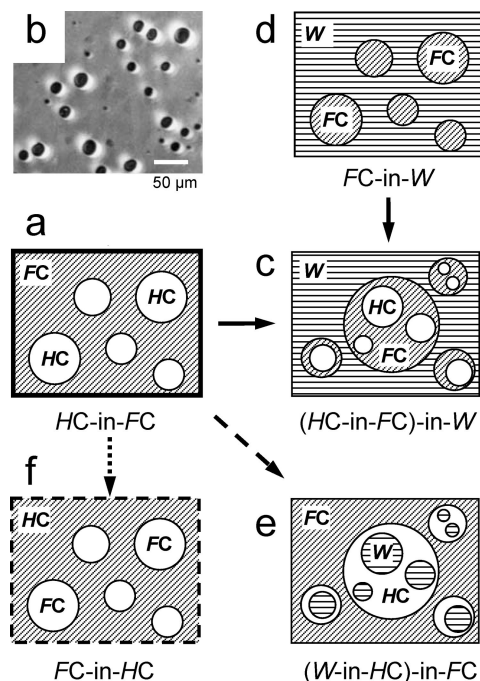 b
50 µm
d
W
FC
FC
FC-in-W
a
FC
HC
HC
HC-in-FC
c
W
HC
FC
(HC-in-FC)-in-W
f
HC
FC
FC
FC-in-HC
e
FC
W
HC
(W-in-HC)-in-FC